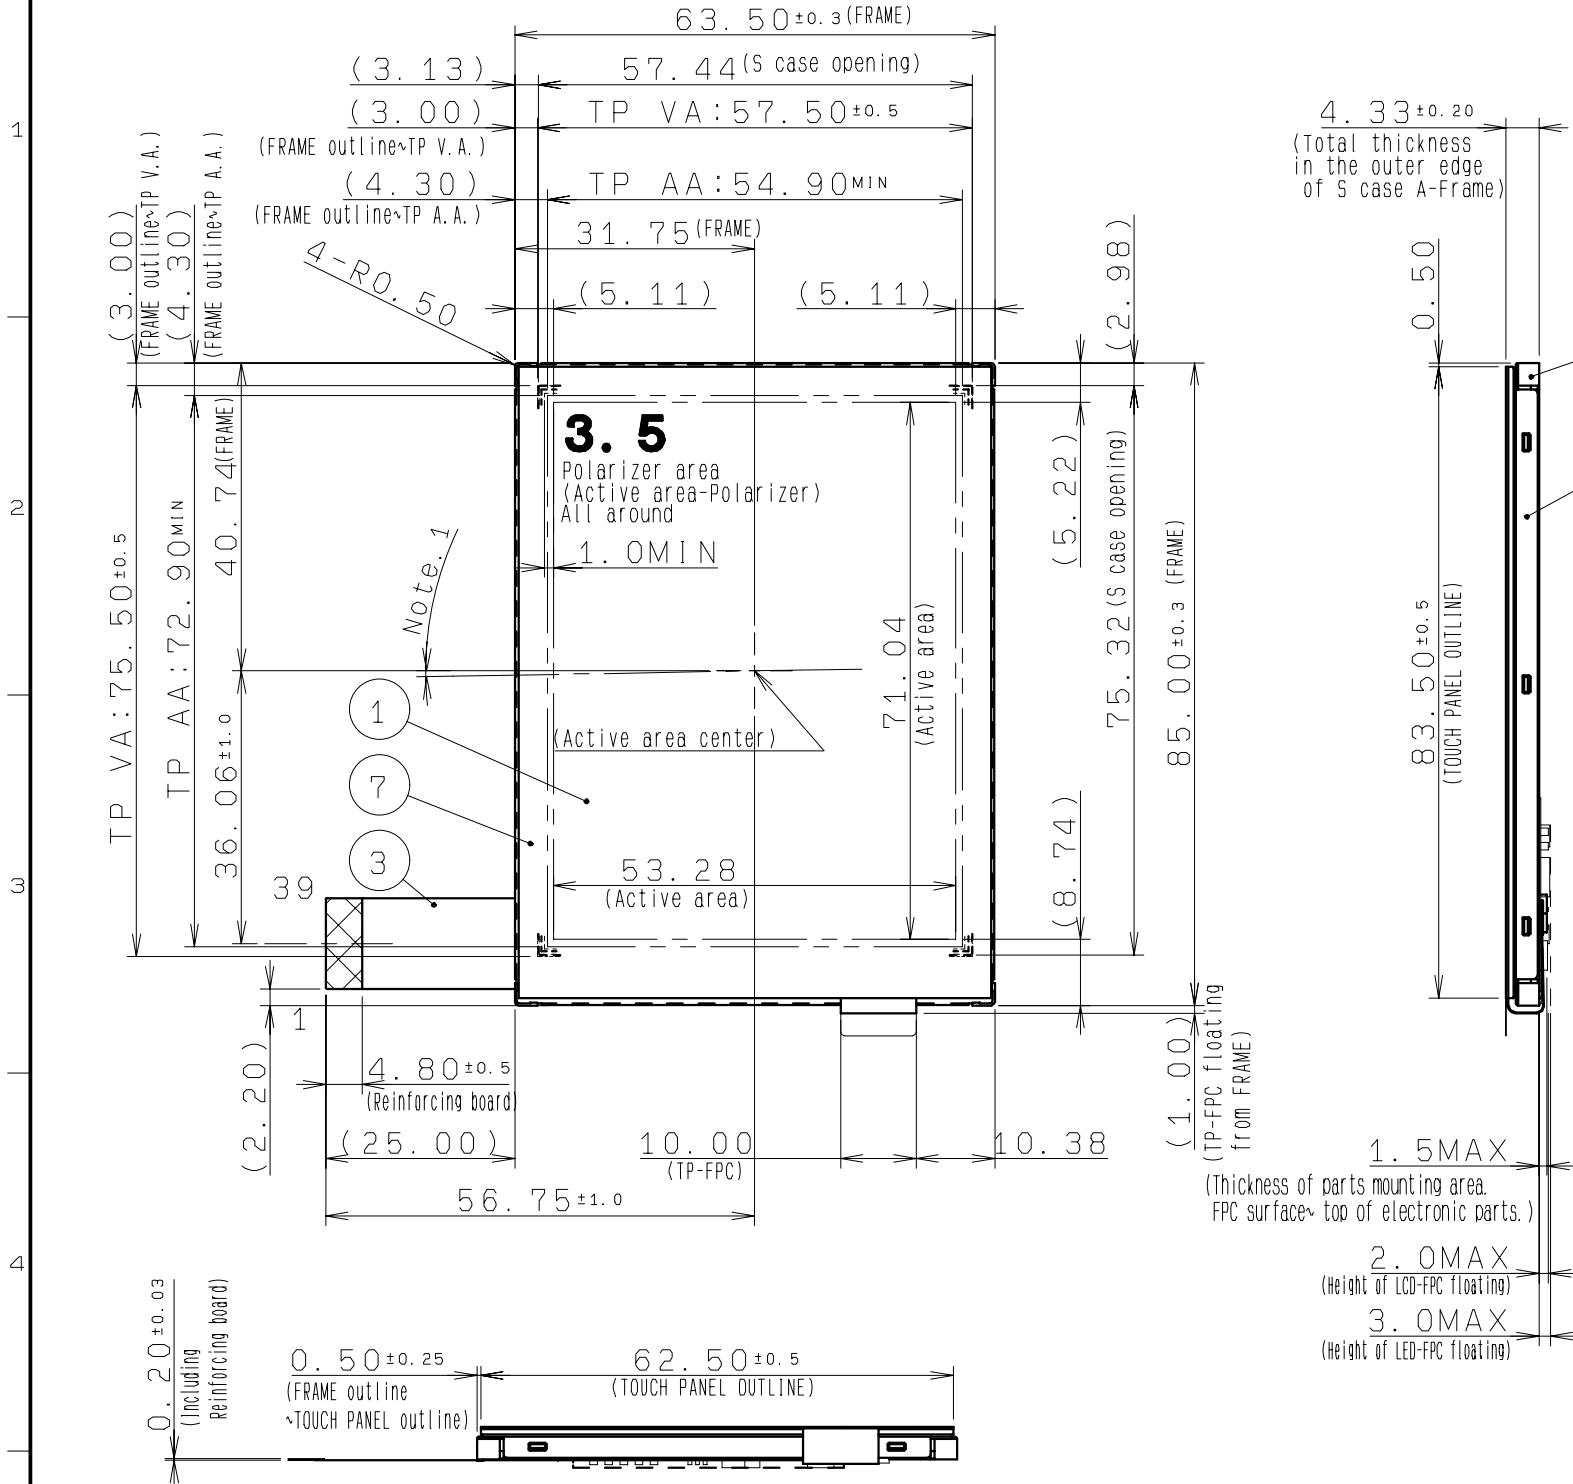 63.50±0.3(FRAME)
(3.13)
57.44(S case opening)
(3.00)
(FRAME outline~TP V.A.)
TP VA:57.50±0.5
(4.30)
(FRAME outline~TP A.A.)
TP AA:54.90MIN
31.75(FRAME)
4-R0.50
(5.11)
(5.11)
(2.98)
4.33±0.20
(Total thickness
in the outer edge
of S case A-Frame)
0.50
1
2
3
4
(3.00)
(FRAME outline~TP V.A.)
(4.30)
(FRAME outline~TP A.A.)
TP VA:75.50±0.5
TP AA:72.90MIN
40.74(FRAME)
36.06±1.0
Note.1
3.5
Polarizer area
(Active area-Polarizer)
All around
1.0MIN
71.04
(Active area)
(Active area center)
53.28
(Active area)
(5.22)
75.32(S case opening)
85.00±0.3 (FRAME)
(8.74)
83.50±0.5
(TOUCH PANEL OUTLINE)
1
7
3
39
1
(2.20)
4.80±0.5
(Reinforcing board)
(25.00)
10.00
(TP-FPC)
10.38
56.75±1.0
(1.00)
(TP-FPC floating
from FRAME)
1.5MAX
(Thickness of parts mounting area.
FPC surface~ top of electronic parts.)
2.0MAX
(Height of LCD-FPC floating)
3.0MAX
(Height of LED-FPC floating)
0.20±0.03
(Including
Reinforcing board)
0.50±0.25
(FRAME outline
~TOUCH PANEL outline)
62.50±0.5
(TOUCH PANEL OUTLINE)